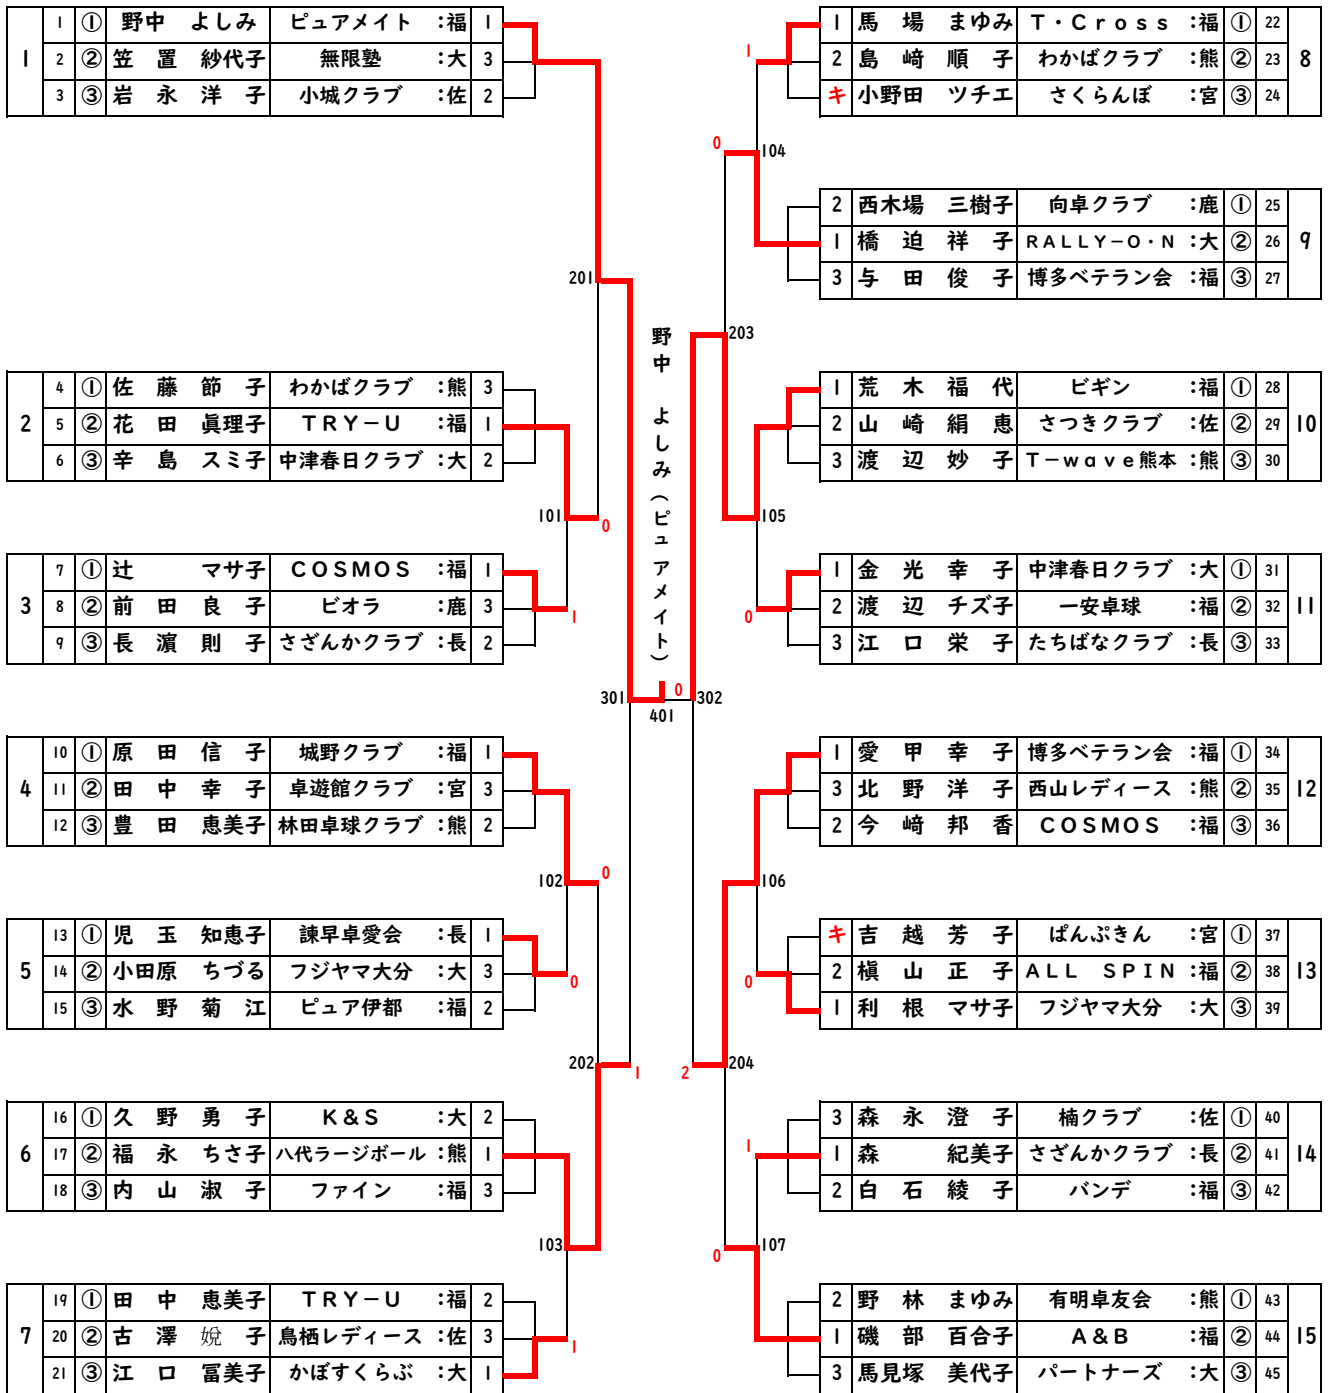 1
1 ① 野中 よしみ ピュアメイト :福 1
2 ② 笠置 紗代子 無限塾 :大 3
3 ③ 岩永 洋子 小城クラブ :佐 2
2
4 ① 佐藤 節子 わかばクラブ :熊 3
5 ② 花田 眞理子 TRY-U :福 1
6 ③ 辛島 スミ子 中津春日クラブ :大 2
3
7 ① 辻 マサ子 COSMOS :福 1
8 ② 前田 良子 ビオラ :鹿 3
9 ③ 長濵 則子 さざんかクラブ :長 2
4
10 ① 原田 信子 城野クラブ :福 1
11 ② 田中 幸子 卓遊館クラブ :宮 3
12 ③ 豊田 恵美子 林田卓球クラブ :熊 2
5
13 ① 児玉 知恵子 諫早卓愛会 :長 1
14 ② 小田原 ちづる フジヤマ大分 :大 3
15 ③ 水野 菊江 ピュア伊都 :福 2
6
16 ① 久野 勇子 K&S :大 2
17 ② 福永 ちさ子 八代ラージボール :熊 1
18 ③ 内山 淑子 ファイン :福 3
7
19 ① 田中 恵美子 TRY-U :福 2
20 ② 古澤 娧子 鳥栖レディース :佐 3
21 ③ 江口 冨美子 かぼすくらぶ :大 1
201
101
0
1
102
0
0
202
1
103
1
301
野中 よしみ(ピュアメイト)
0
401
302
203
1
0
104
105
0
106
0
2
204
1
0
107
1 馬場 まゆみ T・Cross :福 ① 22
2 島﨑 順子 わかばクラブ :熊 ② 23
キ 小野田 ツチエ さくらんぼ :宮 ③ 24
8
2 西木場 三樹子 向卓クラブ :鹿 ① 25
1 橋迫 祥子 RALLY-O・N :大 ② 26
3 与田 俊子 博多ベテラン会 :福 ③ 27
9
1 荒木 福代 ビギン :福 ① 28
2 山崎 絹恵 さつきクラブ :佐 ② 29
3 渡辺 妙子 T-wave熊本 :熊 ③ 30
10
1 金光 幸子 中津春日クラブ :大 ① 31
2 渡辺 チズ子 一安卓球 :福 ② 32
3 江口 栄子 たちばなクラブ :長 ③ 33
11
1 愛甲 幸子 博多ベテラン会 :福 ① 34
3 北野 洋子 西山レディース :熊 ② 35
2 今﨑 邦香 COSMOS :福 ③ 36
12
キ 吉越 芳子 ぱんぷきん :宮 ① 37
2 槇山 正子 ALL SPIN :福 ② 38
1 利根 マサ子 フジヤマ大分 :大 ③ 39
13
3 森永 澄子 楠クラブ :佐 ① 40
1 森 紀美子 さざんかクラブ :長 ② 41
2 白石 綾子 バンデ :福 ③ 42
14
2 野林 まゆみ 有明卓友会 :熊 ① 43
1 磯部 百合子 A&B :福 ② 44
3 馬見塚 美代子 パートナーズ :大 ③ 45
15